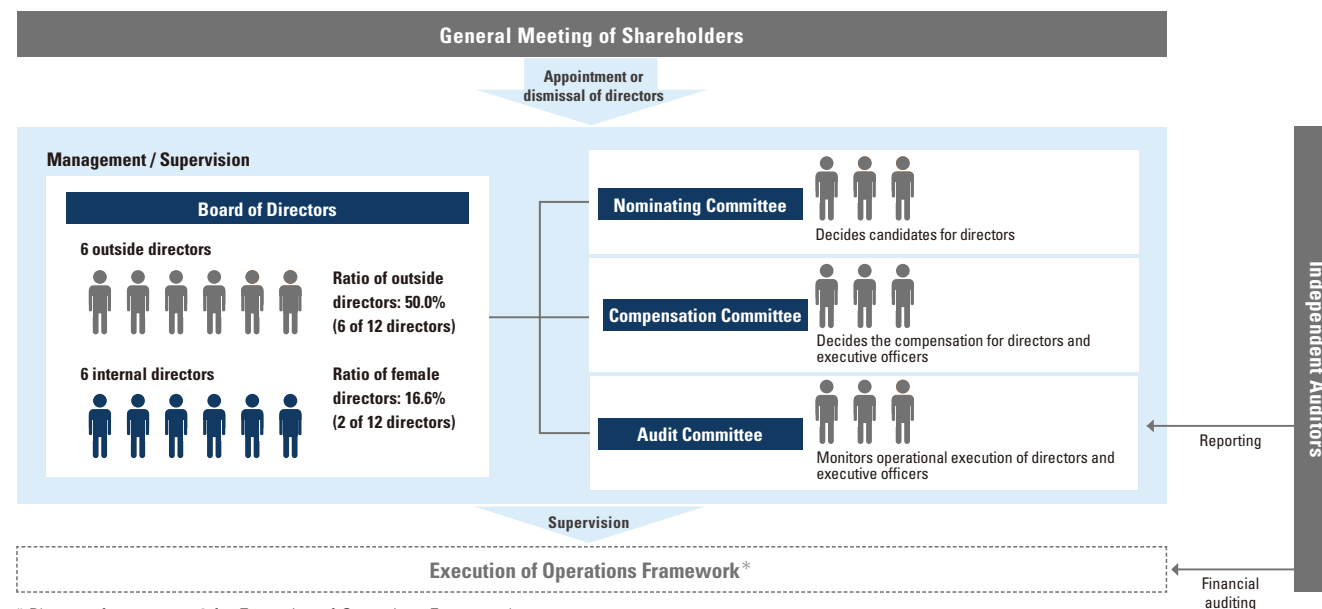 General Meeting of Shareholders
Appointment or
dismissal of directors
Management / Supervision
Board of Directors
6 outside directors
Ratio of outside
directors: 50.0%
(6 of 12 directors)
6 internal directors
Ratio of female
directors: 16.6%
(2 of 12 directors)
Nominating Committee
Decides candidates for directors
Compensation Committee
Decides the compensation for directors and
executive officers
Audit Committee
Monitors operational execution of directors and
executive officers
Independent Auditors
Reporting
Supervision
Execution of Operations Framework*
Financial
auditing